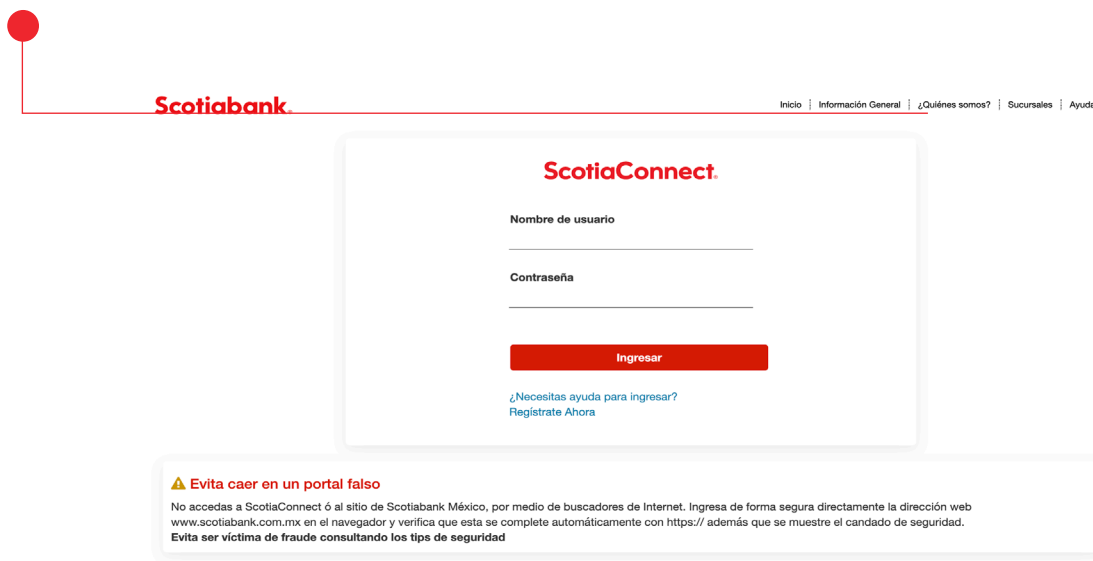 Scotiabank
Inicio Información General ¿Quiénes somos? Sucursales Ayuda
ScotiaConnect
Nombre de usuario
Contraseña
Ingresar
¿Necesitas ayuda para ingresar?
Regístrate Ahora
Evita caer en un portal falso
No accedas a ScotiaConnect ó al sitio de Scotiabank México, por medio de buscadores de Internet. Ingresa de forma segura directamente la dirección web
www.scotiabank.com.mx en el navegador y verifica que esta se complete automáticamente con https:// además que se muestre el candado de seguridad.
Evita ser víctima de fraude consultando los tips de seguridad